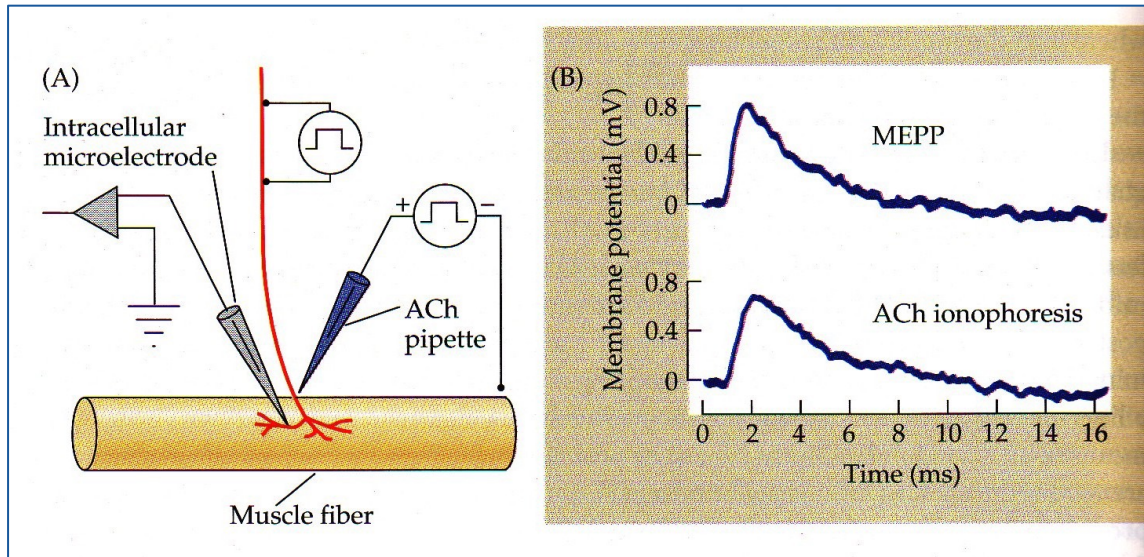 (A)
Intracellular
microelectrode
+
−
ACh
pipette
Muscle fiber
(B)
Membrane potential (mV)
0.8
0.4
0
MEPP
0.8
0.4
0
ACh ionophoresis
0 2 4 6 8 10 12 14 16
Time (ms)